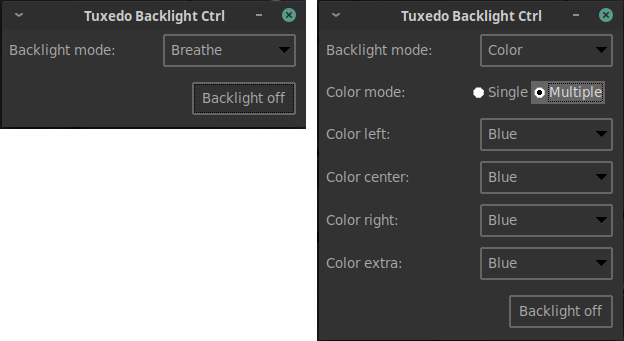 Tuxedo Backlight Ctrl
Backlight mode: Breathe
Backlight off
Tuxedo Backlight Ctrl
Backlight mode: Color
Color mode: Single Multiple
Color left: Blue
Color center: Blue
Color right: Blue
Color extra: Blue
Backlight off